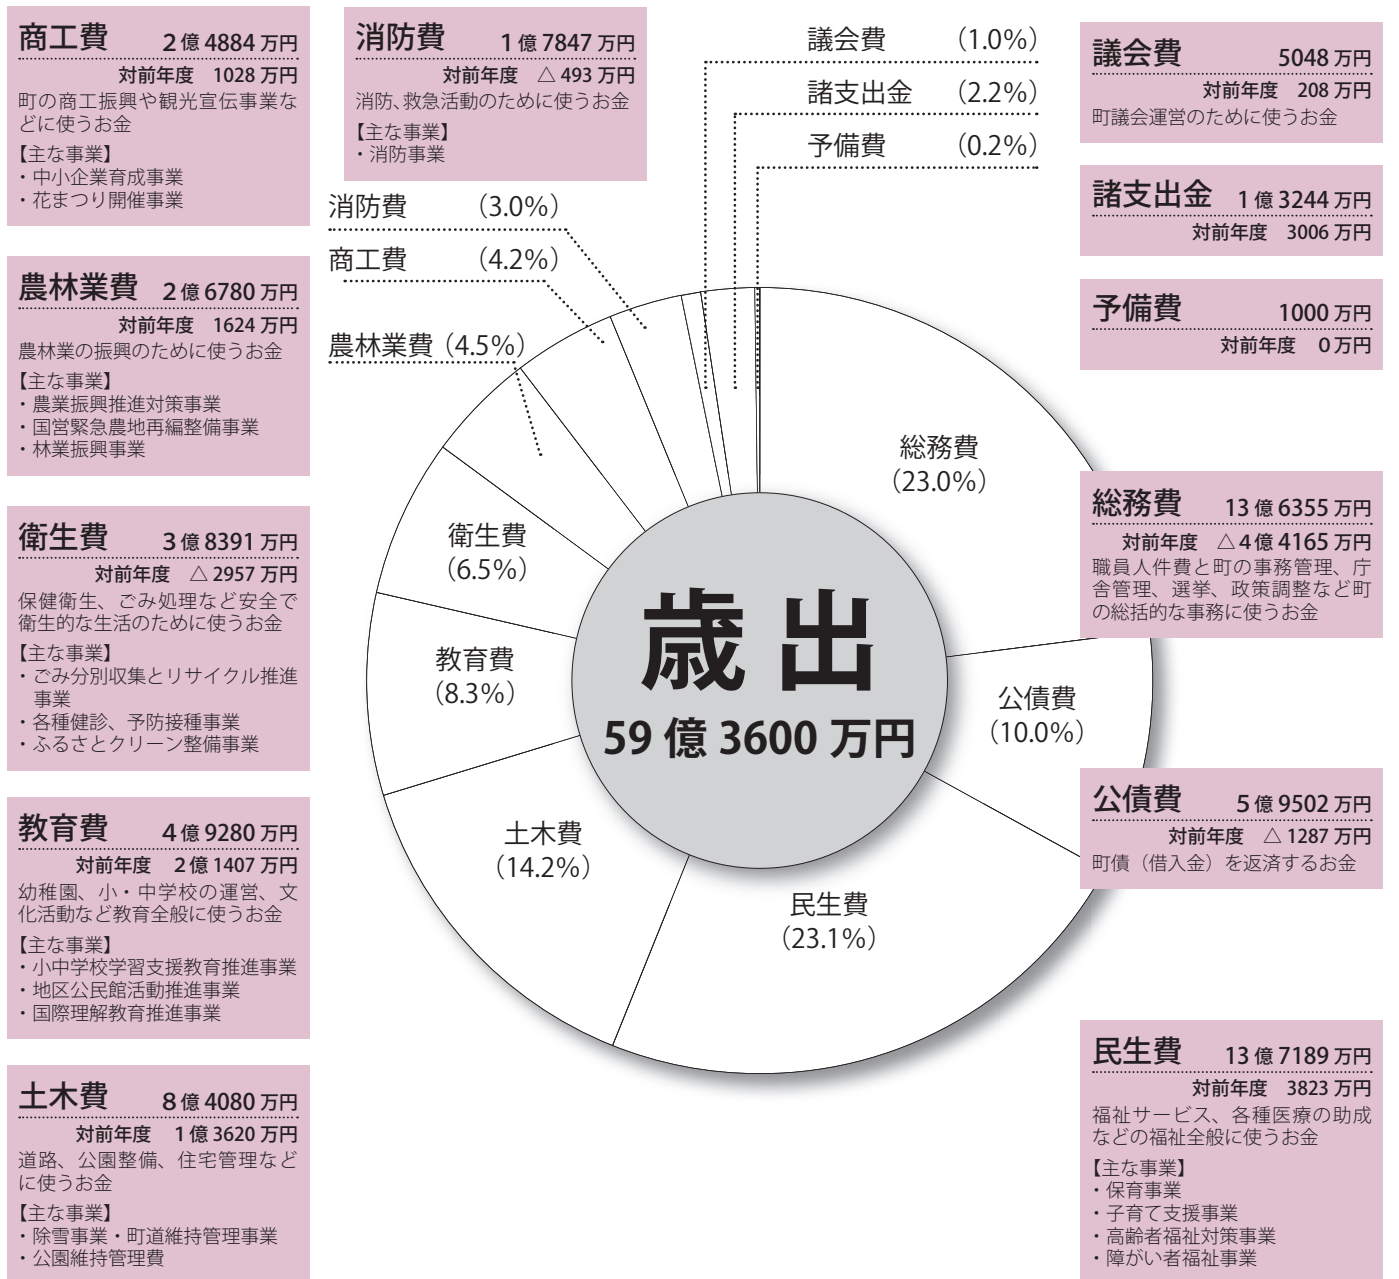 商工費 2億4884万円
対前年度 1028万円
町の商工振興や観光宣伝事業な
どに使うお金
【主な事業】
・中小企業育成事業
・花まつり開催事業
農林業費 2億6780万円
対前年度 1624万円
農林業の振興のために使うお金
【主な事業】
・農業振興推進対策事業
・国営緊急農地再編整備事業
・林業振興事業
衛生費 3億8391万円
対前年度 △2957万円
保健衛生、ごみ処理など安全で
衛生的な生活のために使うお金
【主な事業】
・ごみ分別収集とリサイクル推進
事業
・各種健診、予防接種事業
・ふるさとクリーン整備事業
教育費 4億9280万円
対前年度 2億1407万円
幼稚園、小・中学校の運営、文
化活動など教育全般に使うお金
【主な事業】
・小中学校学習支援教育推進事業
・地区公民館活動推進事業
・国際理解教育推進事業
土木費 8億4080万円
対前年度 1億3620万円
道路、公園整備、住宅管理など
に使うお金
【主な事業】
・除雪事業・町道維持管理事業
・公園維持管理費
消防費 1億7847万円
対前年度 △493万円
消防、救急活動のために使うお金
【主な事業】
・消防事業
議会費 (1.0%)
諸支出金 (2.2%)
予備費 (0.2%)
消防費 (3.0%)
商工費 (4.2%)
農林業費 (4.5%)
衛生費
(6.5%)
教育費
(8.3%)
土木費
(14.2%)
民生費
(23.1%)
公債費
(10.0%)
総務費
(23.0%)
歳出
59億3600万円
議会費 5048万円
対前年度 208万円
町議会運営のために使うお金
諸支出金 1億3244万円
対前年度 3006万円
予備費 1000万円
対前年度 0万円
総務費 13億6355万円
対前年度 △4億4165万円
職員人件費と町の事務管理、庁
舎管理、選挙、政策調整など町
の総括的な事務に使うお金
公債費 5億9502万円
対前年度 △1287万円
町債（借入金）を返済するお金
民生費 13億7189万円
対前年度 3823万円
福祉サービス、各種医療の助成
などの福祉全般に使うお金
【主な事業】
・保育事業
・子育て支援事業
・高齢者福祉対策事業
・障がい者福祉事業